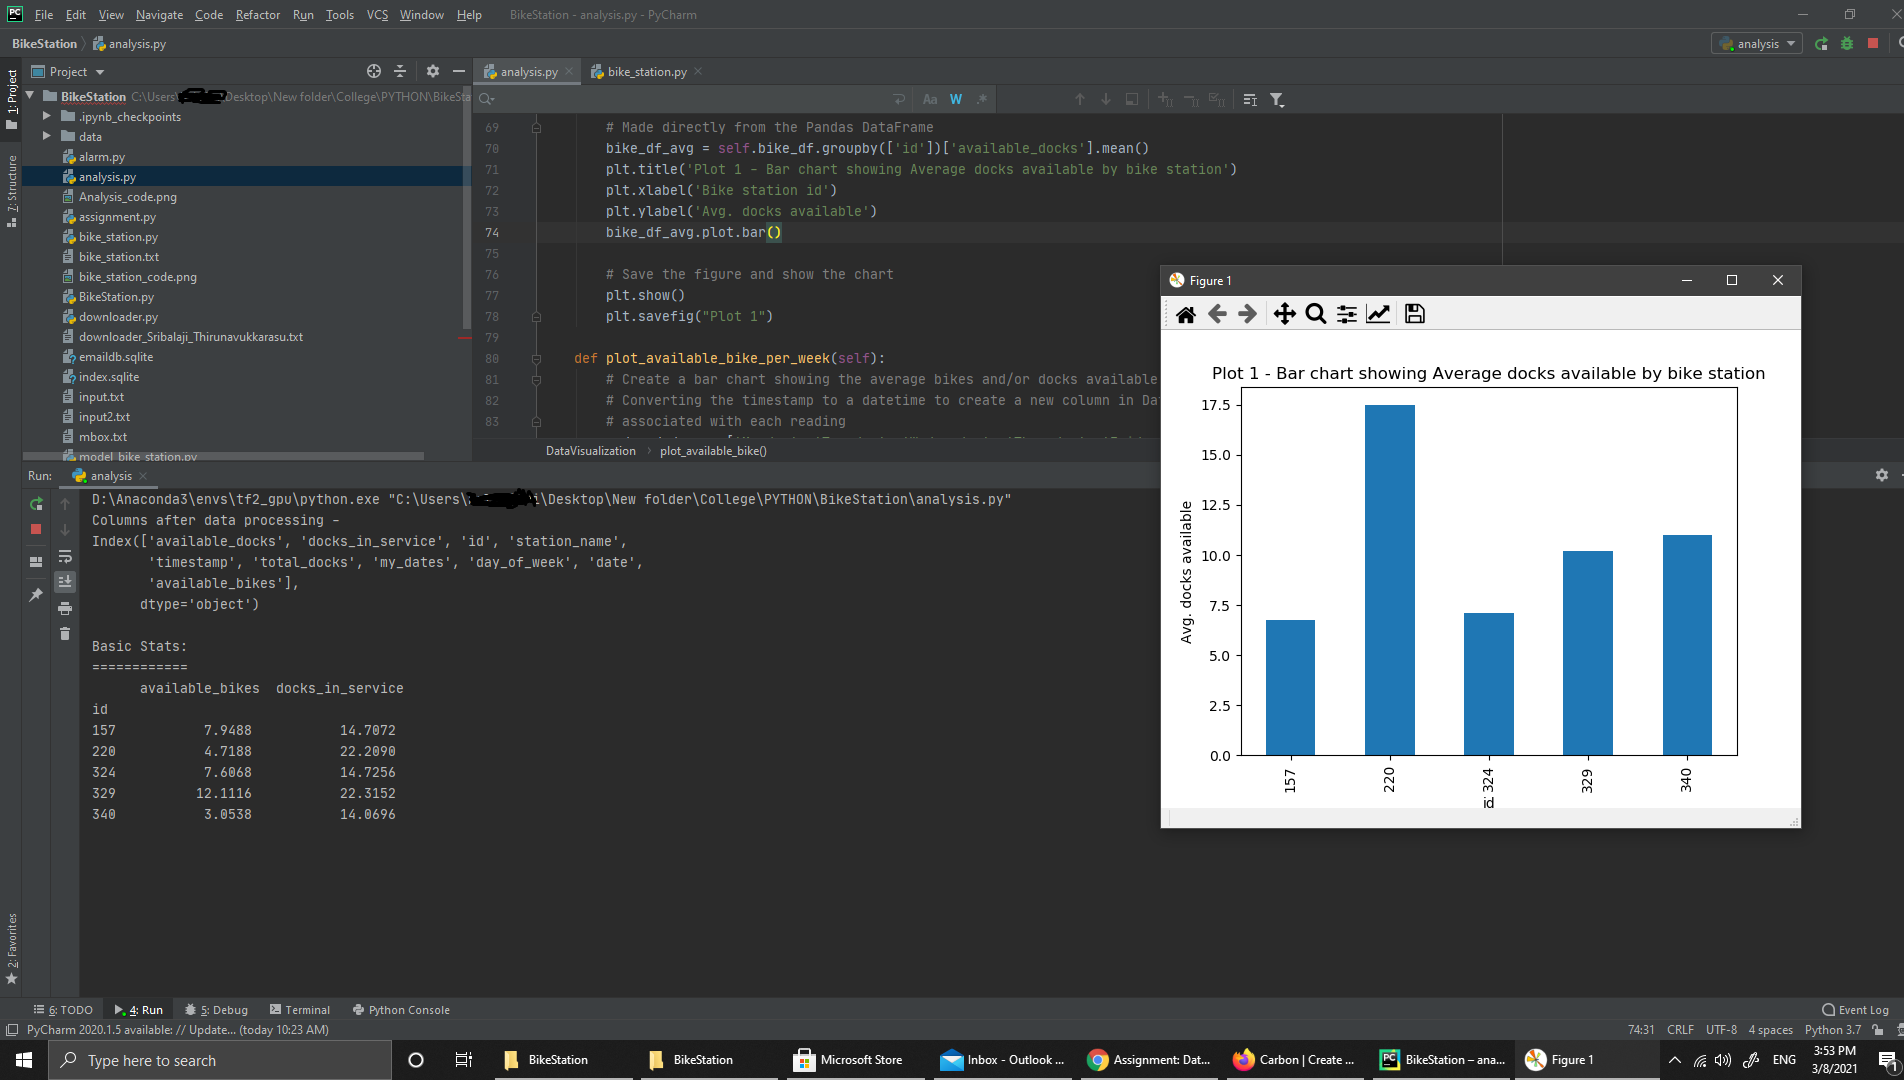 File Edit View Navigate Code Refactor Run Tools VCS Window Help BikeStation - analysis.py - PyCharm
BikeStation analysis.py
analysis
1: Project
7: Structure
2: Favorites
Project
BikeStation C:\Users\ Desktop\New folder\College\PYTHON\BikeSta
.ipynb_checkpoints
data
alarm.py
analysis.py
Analysis_code.png
assignment.py
bike_station.py
bike_station.txt
bike_station_code.png
BikeStation.py
downloader.py
downloader_Sribalaji_Thirunavukkarasu.txt
emaildb.sqlite
index.sqlite
input.txt
input2.txt
mbox.txt
model_bike_station.py
analysis.py bike_station.py
Aa W .*
69 # Made directly from the Pandas DataFrame
70 bike_df_avg = self.bike_df.groupby(['id'])['available_docks'].mean()
71 plt.title('Plot 1 - Bar chart showing Average docks available by bike station')
72 plt.xlabel('Bike station id')
73 plt.ylabel('Avg. docks available')
74 bike_df_avg.plot.bar()
75
76 # Save the figure and show the chart
77 plt.show()
78 plt.savefig("Plot 1")
79
80 def plot_available_bike_per_week(self):
81 # Create a bar chart showing the average bikes and/or docks available
82 # Converting the timestamp to a datetime to create a new column in Da
83 # associated with each reading
DataVisualization plot_available_bike()
Run: analysis
D:\Anaconda3\envs\tf2_gpu\python.exe "C:\Users\ \Desktop\New folder\College\PYTHON\BikeStation\analysis.py"
Columns after data processing -
Index(['available_docks', 'docks_in_service', 'id', 'station_name',
'timestamp', 'total_docks', 'my_dates', 'day_of_week', 'date',
'available_bikes'],
dtype='object')
Basic Stats:
============
available_bikes docks_in_service
id
157 7.9488 14.7072
220 4.7188 22.2090
324 7.6068 14.7256
329 12.1116 22.3152
340 3.0538 14.0696
Figure 1
Plot 1 - Bar chart showing Average docks available by bike station
Avg. docks available
17.5
15.0
12.5
10.0
7.5
5.0
2.5
0.0
157 220 324 329 340
id
6: TODO 4: Run 5: Debug Terminal Python Console Event Log
PyCharm 2020.1.5 available: // Update... (today 10:23 AM) 74:31 CRLF UTF-8 4 spaces Python 3.7
Type here to search BikeStation BikeStation Microsoft Store Inbox - Outlook ... Assignment: Dat... Carbon | Create ... BikeStation – ana... Figure 1 ENG 3:53 PM
3/8/2021
1